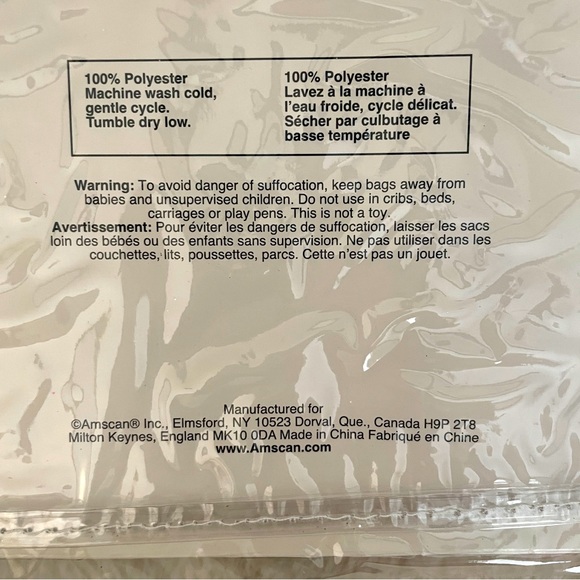 100% Polyester
Machine wash cold,
gentle cycle.
Tumble dry low.
100% Polyester
Lavez à la machine à
l'eau froide, cycle délicat.
Sécher par culbutage à
basse température
Warning: To avoid danger of suffocation, keep bags away from
babies and unsupervised children. Do not use in cribs, beds,
carriages or play pens. This is not a toy.
Avertissement: Pour éviter les dangers de suffocation, laisser les sacs
loin des bébés ou des enfants sans supervision. Ne pas utiliser dans les
couchettes, lits, poussettes, parcs. Cette n'est pas un jouet.
Manufactured for
©Amscan® Inc., Elmsford, NY 10523 Dorval, Que., Canada H9P 2T8
Milton Keynes, England MK10 0DA Made in China Fabriqué en Chine
www.Amscan.com